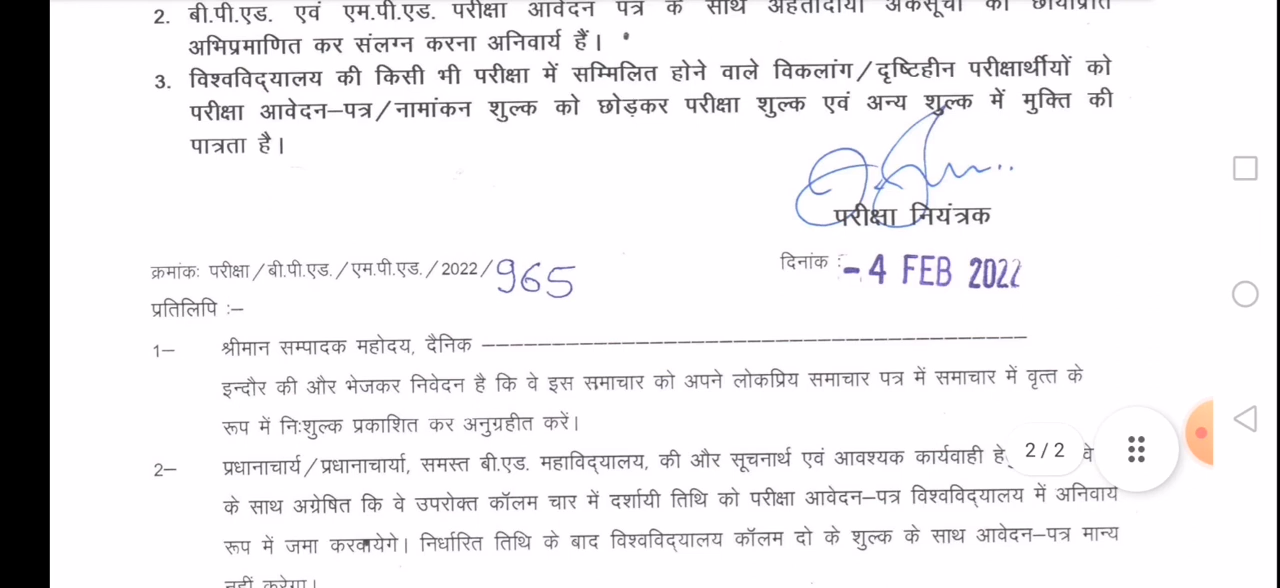 2. बी.पी.एड. एवं एम.पी.एड. परीक्षा आवेदन पत्र के साथ अर्हतादायी अंकसूची की छायाप्रति
अभिप्रमाणित कर संलग्न करना अनिवार्य हैं।
3. विश्वविद्यालय की किसी भी परीक्षा में सम्मिलित होने वाले विकलांग/दृष्टिहीन परीक्षार्थीयों को
परीक्षा आवेदन–पत्र/नामांकन शुल्क को छोड़कर परीक्षा शुल्क एवं अन्य शुल्क में मुक्ति की
पात्रता है।
परीक्षा नियंत्रक
क्रमांकः परीक्षा/बी.पी.एड./एम.पी.एड./2022/965 दिनांक : -4 FEB 2022
प्रतिलिपि :–
1– श्रीमान सम्पादक महोदय, दैनिक ––––––––––––––––––––––––––––––––––––––
इन्दौर की और भेजकर निवेदन है कि वे इस समाचार को अपने लोकप्रिय समाचार पत्र में समाचार में वृत्त के
रूप में निःशुल्क प्रकाशित कर अनुग्रहीत करें।
2– प्रधानाचार्य/प्रधानाचार्या, समस्त बी.एड. महाविद्यालय, की और सूचनार्थ एवं आवश्यक कार्यवाही
2/2
के साथ अग्रेषित कि वे उपरोक्त कॉलम चार में दर्शायी तिथि को परीक्षा आवेदन–पत्र विश्वविद्यालय में अनिवार्य
रूप में जमा करवायेगे। निर्धारित तिथि के बाद विश्वविद्यालय कॉलम दो के शुल्क के साथ आवेदन–पत्र मान्य
नहीं करेगा।